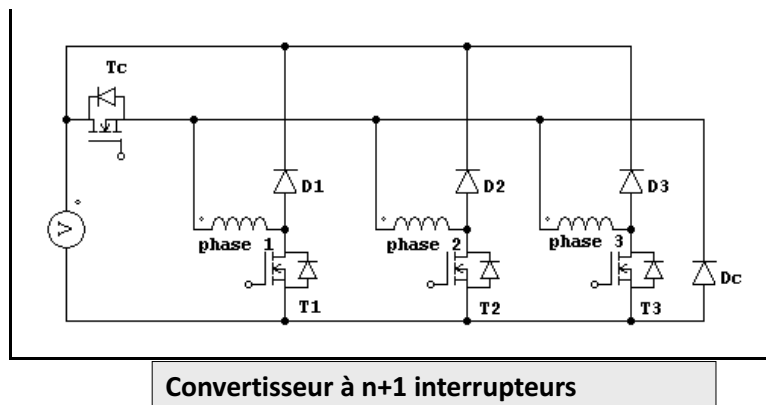 Tc
D1
D2
D3
V
phase 1
phase 2
phase 3
Dc
T1
T2
T3
Convertisseur à n+1 interrupteurs